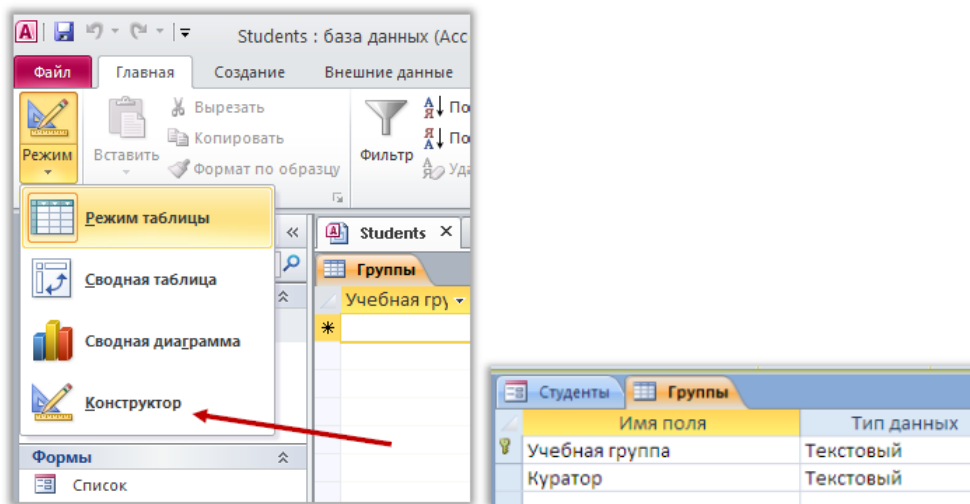 Students : база данных (Acc
Файл Главная Создание Внешние данные
Вырезать
Копировать
Формат по образцу
Режим Вставить Фильтр
Режим таблицы
Сводная таблица
Сводная диаграмма
Конструктор
Students
Группы
Учебная гру
Формы
Список
Студенты Группы
Имя поля Тип данных
Учебная группа Текстовый
Куратор Текстовый